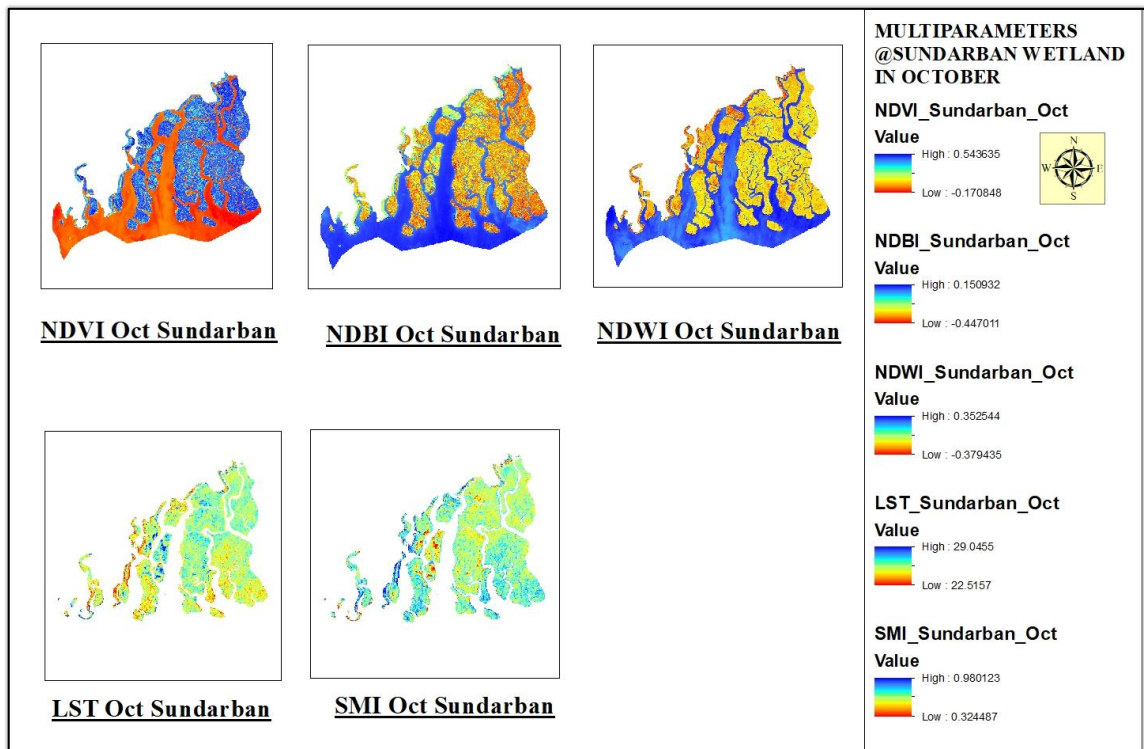 NDVI Oct Sundarban
NDBI Oct Sundarban
NDWI Oct Sundarban
LST Oct Sundarban
SMI Oct Sundarban
MULTIPARAMETERS
@SUNDARBAN WETLAND
IN OCTOBER
NDVI_Sundarban_Oct
Value
High : 0.543635
Low : -0.170848
N
W E
S
NDBI_Sundarban_Oct
Value
High : 0.150932
Low : -0.447011
NDWI_Sundarban_Oct
Value
High : 0.352544
Low : -0.379435
LST_Sundarban_Oct
Value
High : 29.0455
Low : 22.5157
SMI_Sundarban_Oct
Value
High : 0.980123
Low : 0.324487